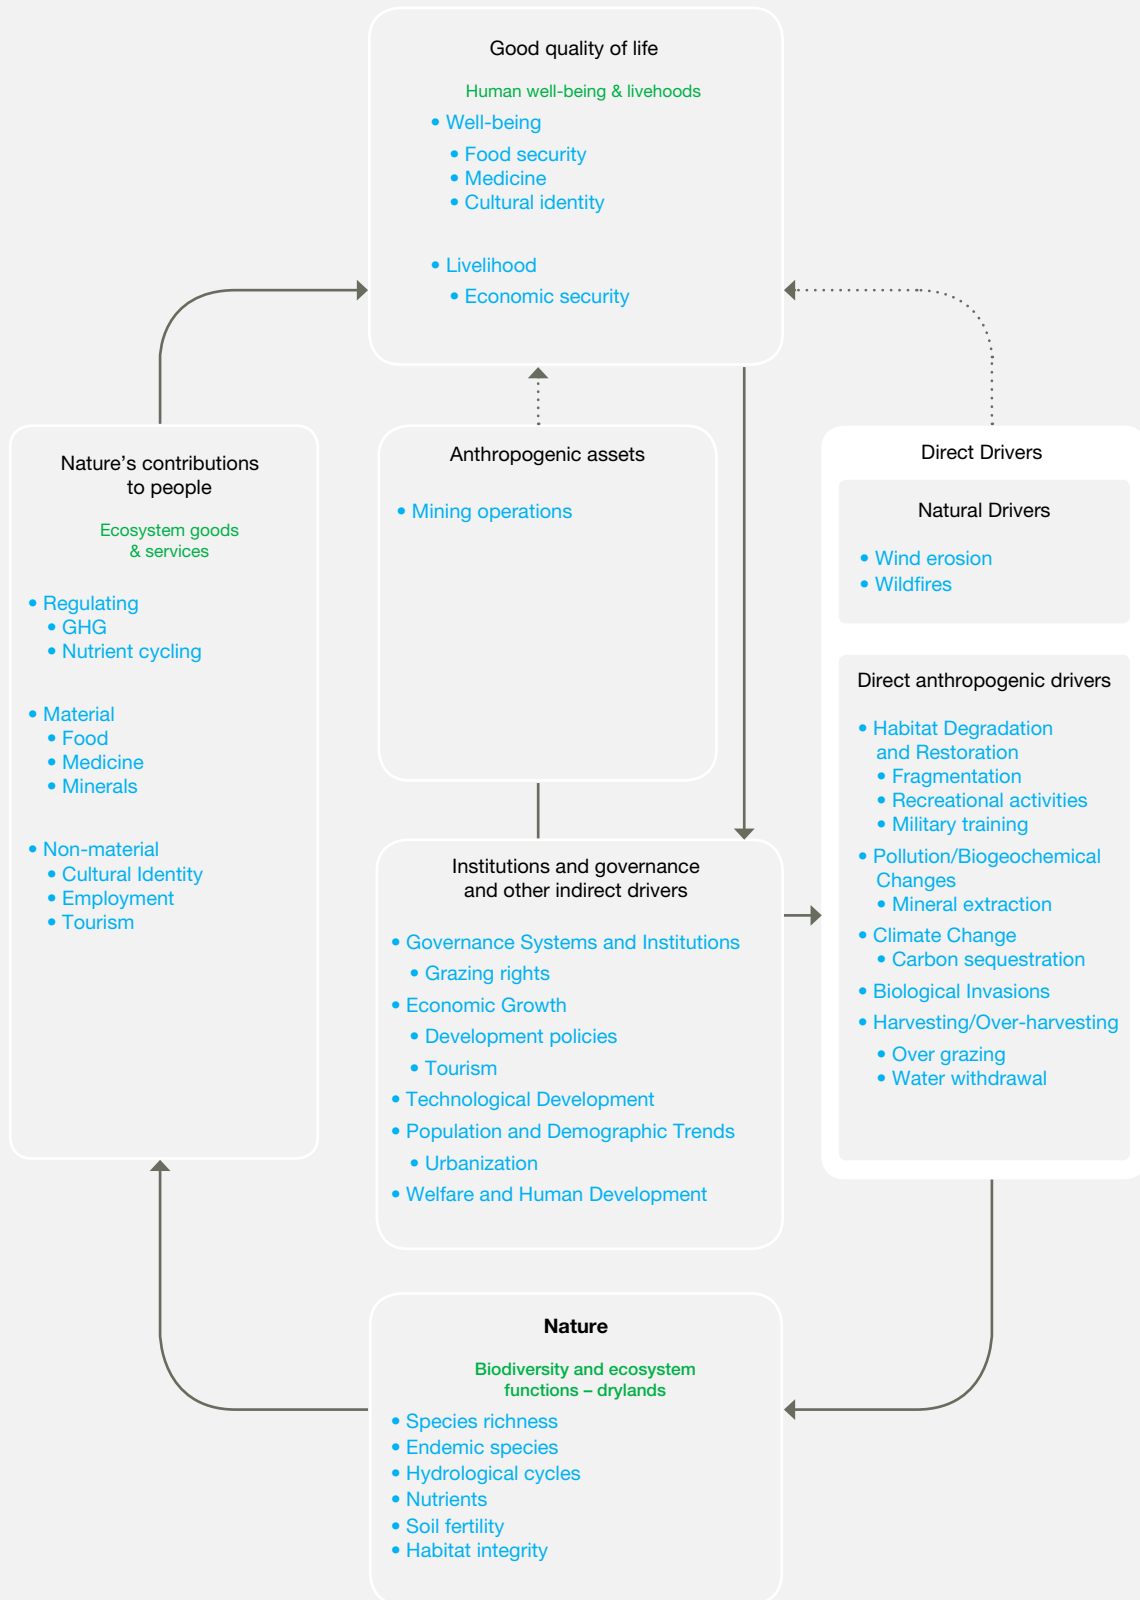 Good quality of life
Human well-being & livehoods
• Well-being
• Food security
• Medicine
• Cultural identity
• Livelihood
• Economic security
Nature's contributions
to people
Ecosystem goods
& services
• Regulating
• GHG
• Nutrient cycling
• Material
• Food
• Medicine
• Minerals
• Non-material
• Cultural Identity
• Employment
• Tourism
Anthropogenic assets
• Mining operations
Institutions and governance
and other indirect drivers
• Governance Systems and Institutions
• Grazing rights
• Economic Growth
• Development policies
• Tourism
• Technological Development
• Population and Demographic Trends
• Urbanization
• Welfare and Human Development
Direct Drivers
Natural Drivers
• Wind erosion
• Wildfires
Direct anthropogenic drivers
• Habitat Degradation
and Restoration
• Fragmentation
• Recreational activities
• Military training
• Pollution/Biogeochemical
Changes
• Mineral extraction
• Climate Change
• Carbon sequestration
• Biological Invasions
• Harvesting/Over-harvesting
• Over grazing
• Water withdrawal
Nature
Biodiversity and ecosystem
functions – drylands
• Species richness
• Endemic species
• Hydrological cycles
• Nutrients
• Soil fertility
• Habitat integrity